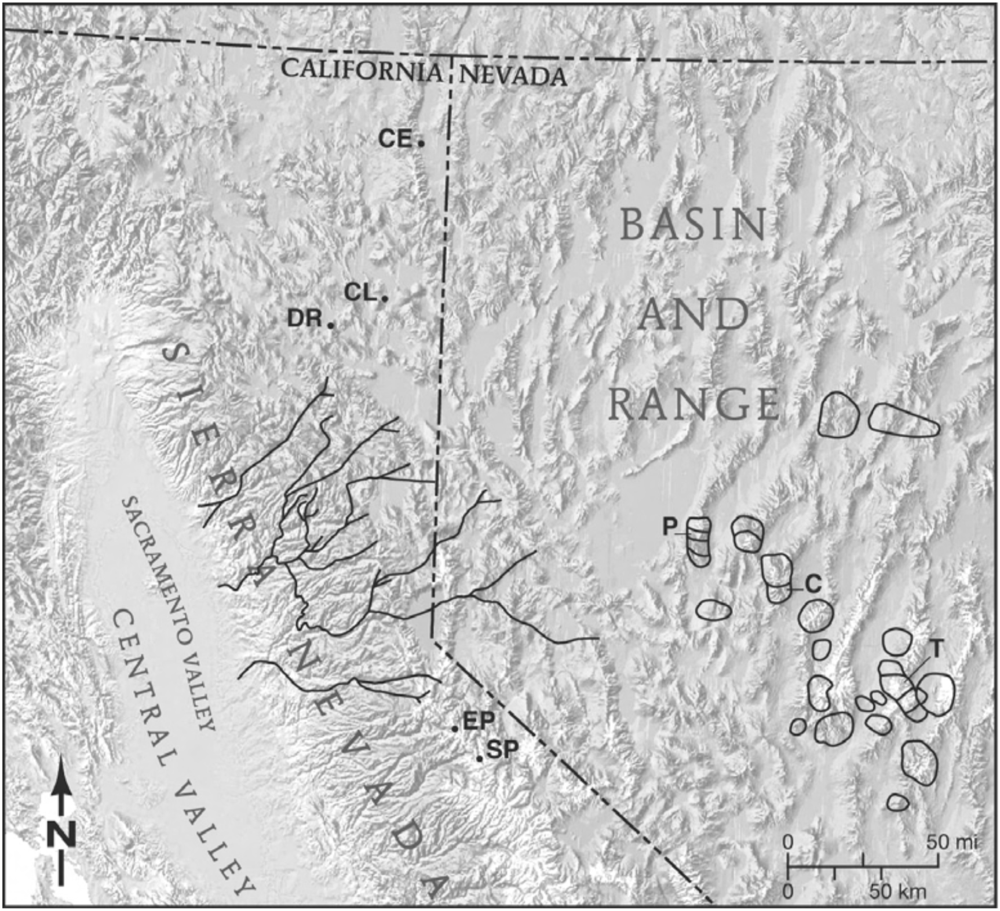 CALIFORNIA NEVADA
CE
BASIN
AND
RANGE
CL
DR
SIERRA NEVADA
SACRAMENTO VALLEY
CENTRAL VALLEY
P
C
T
EP
SP
N
0 50 mi
0 50 km